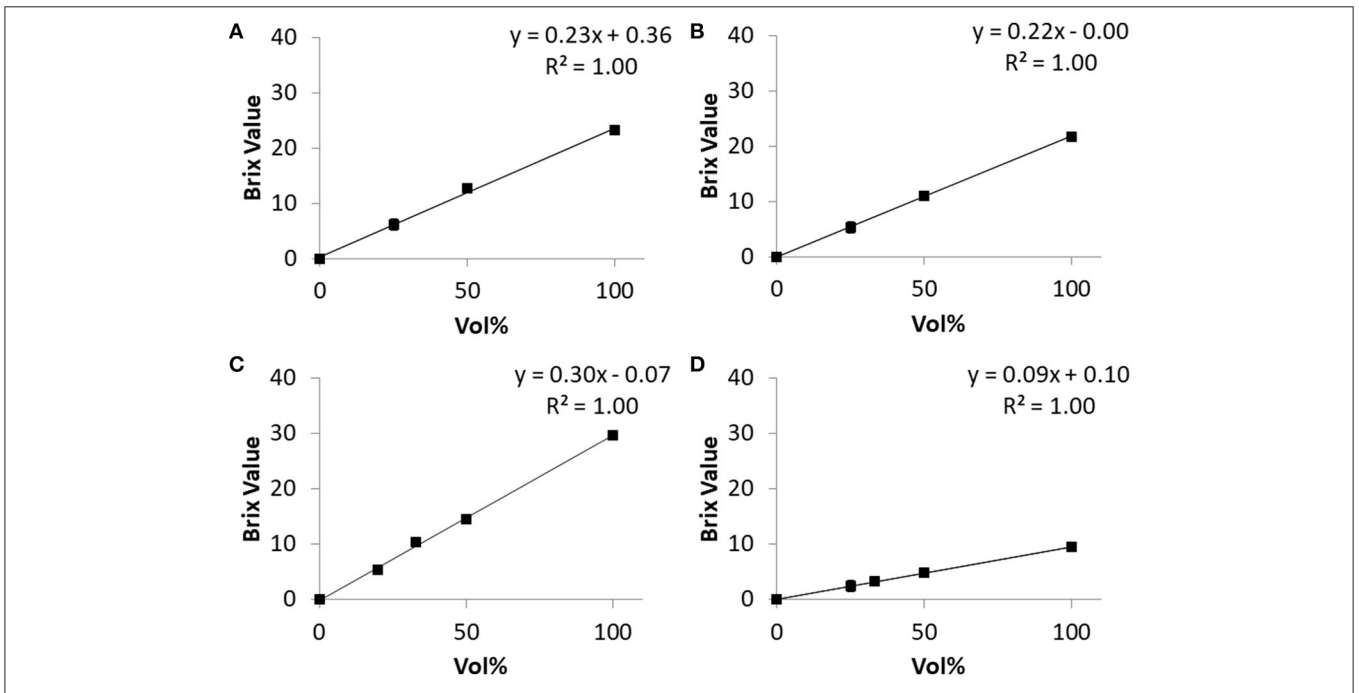 A
y = 0.23x + 0.36
R² = 1.00
40
30
20
10
0
Brix Value
0 50 100
Vol%
B
y = 0.22x - 0.00
R² = 1.00
40
30
20
10
0
Brix Value
0 50 100
Vol%
C
y = 0.30x - 0.07
R² = 1.00
40
30
20
10
0
Brix Value
0 50 100
Vol%
D
y = 0.09x + 0.10
R² = 1.00
40
30
20
10
0
Brix Value
0 50 100
Vol%